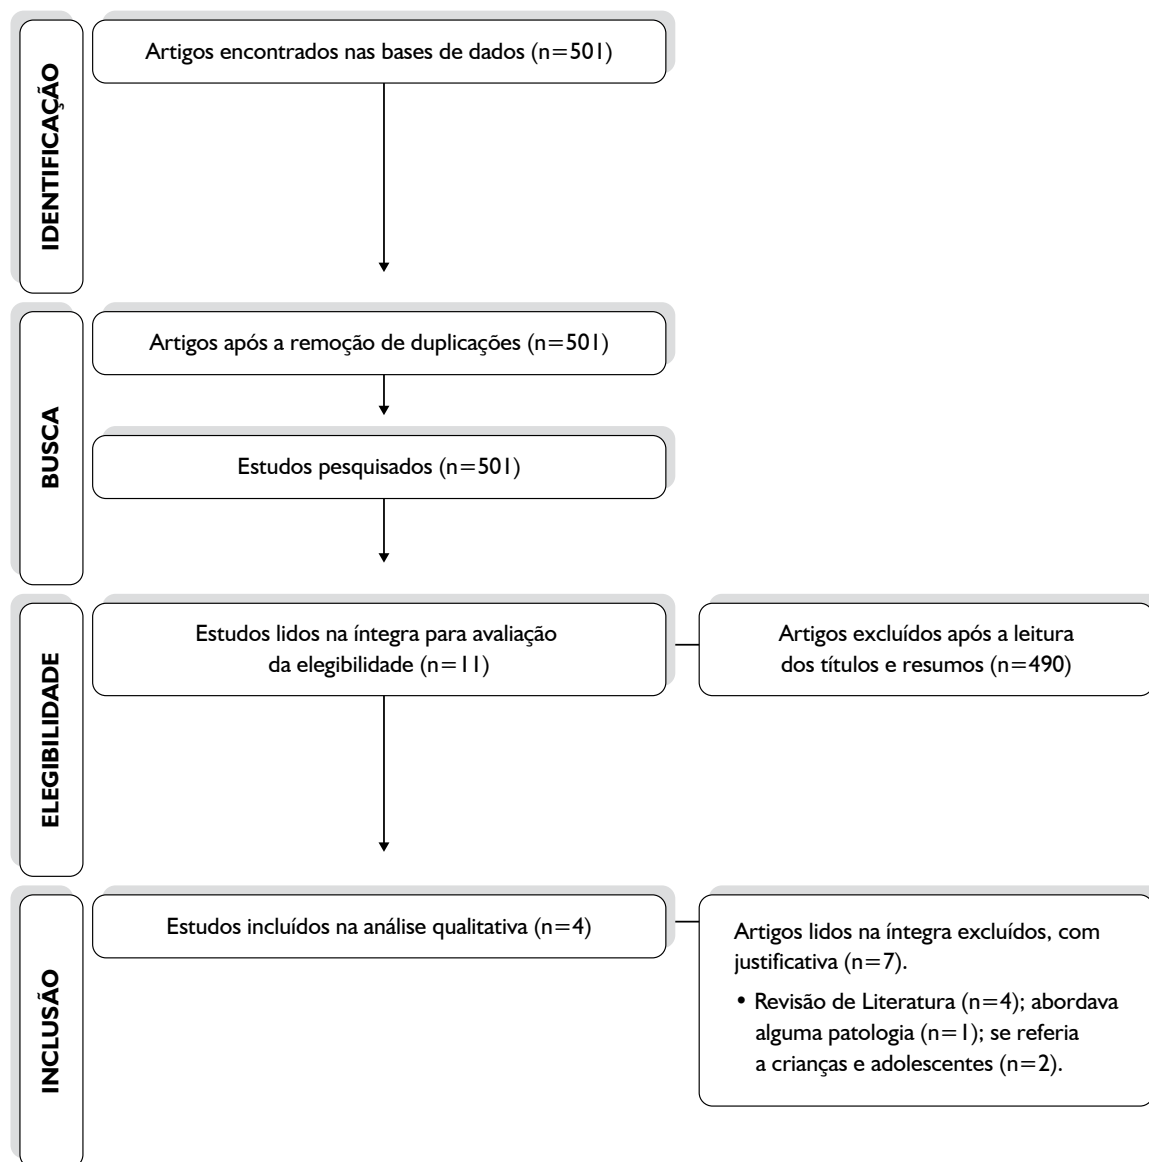 IDENTIFICAÇÃO
Artigos encontrados nas bases de dados (n=501)
BUSCA
Artigos após a remoção de duplicações (n=501)
Estudos pesquisados (n=501)
ELEGIBILIDADE
Estudos lidos na íntegra para avaliação
da elegibilidade (n=11)
Artigos excluídos após a leitura
dos títulos e resumos (n=490)
INCLUSÃO
Estudos incluídos na análise qualitativa (n=4)
Artigos lidos na íntegra excluídos, com
justificativa (n=7).
• Revisão de Literatura (n=4); abordava
alguma patologia (n=1); se referia
a crianças e adolescentes (n=2).